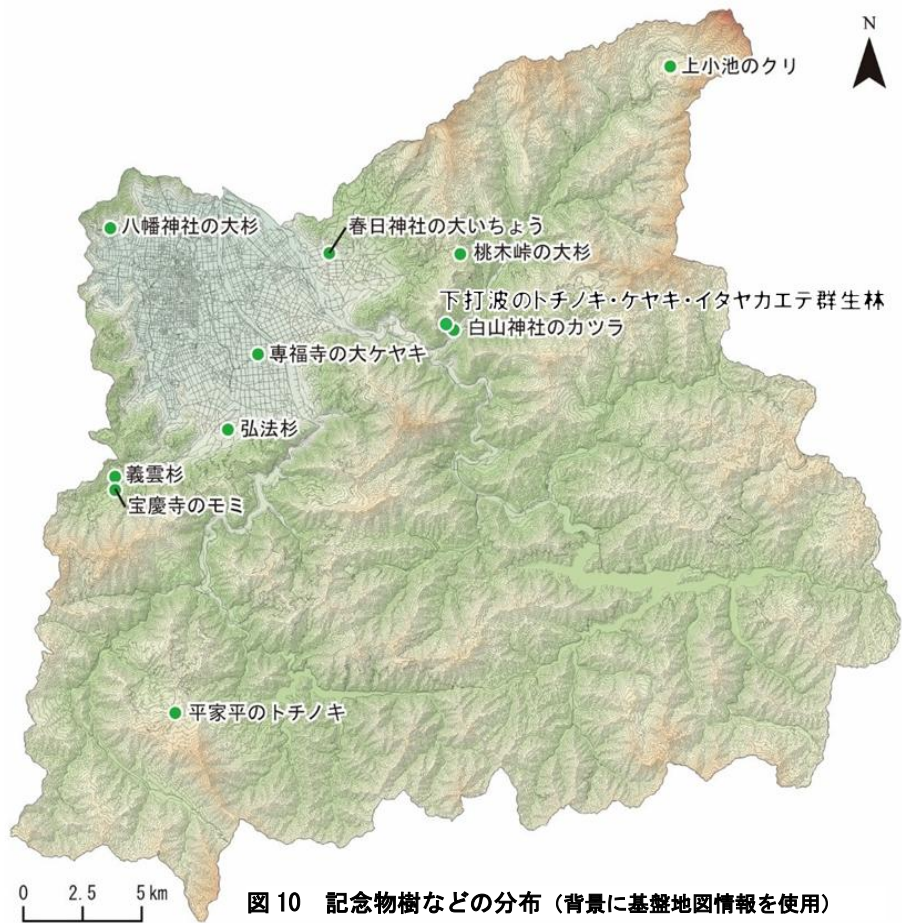 N
上小池のクリ
八幡神社の大杉
春日神社の大いちょう
桃木峠の大杉
下打波のトチノキ・ケヤキ・イタヤカエテ群生林
白山神社のカツラ
専福寺の大ケヤキ
弘法杉
義雲杉
宝慶寺のモミ
平家平のトチノキ
0 2.5 5km
図10 記念物樹などの分布（背景に基盤地図情報を使用）